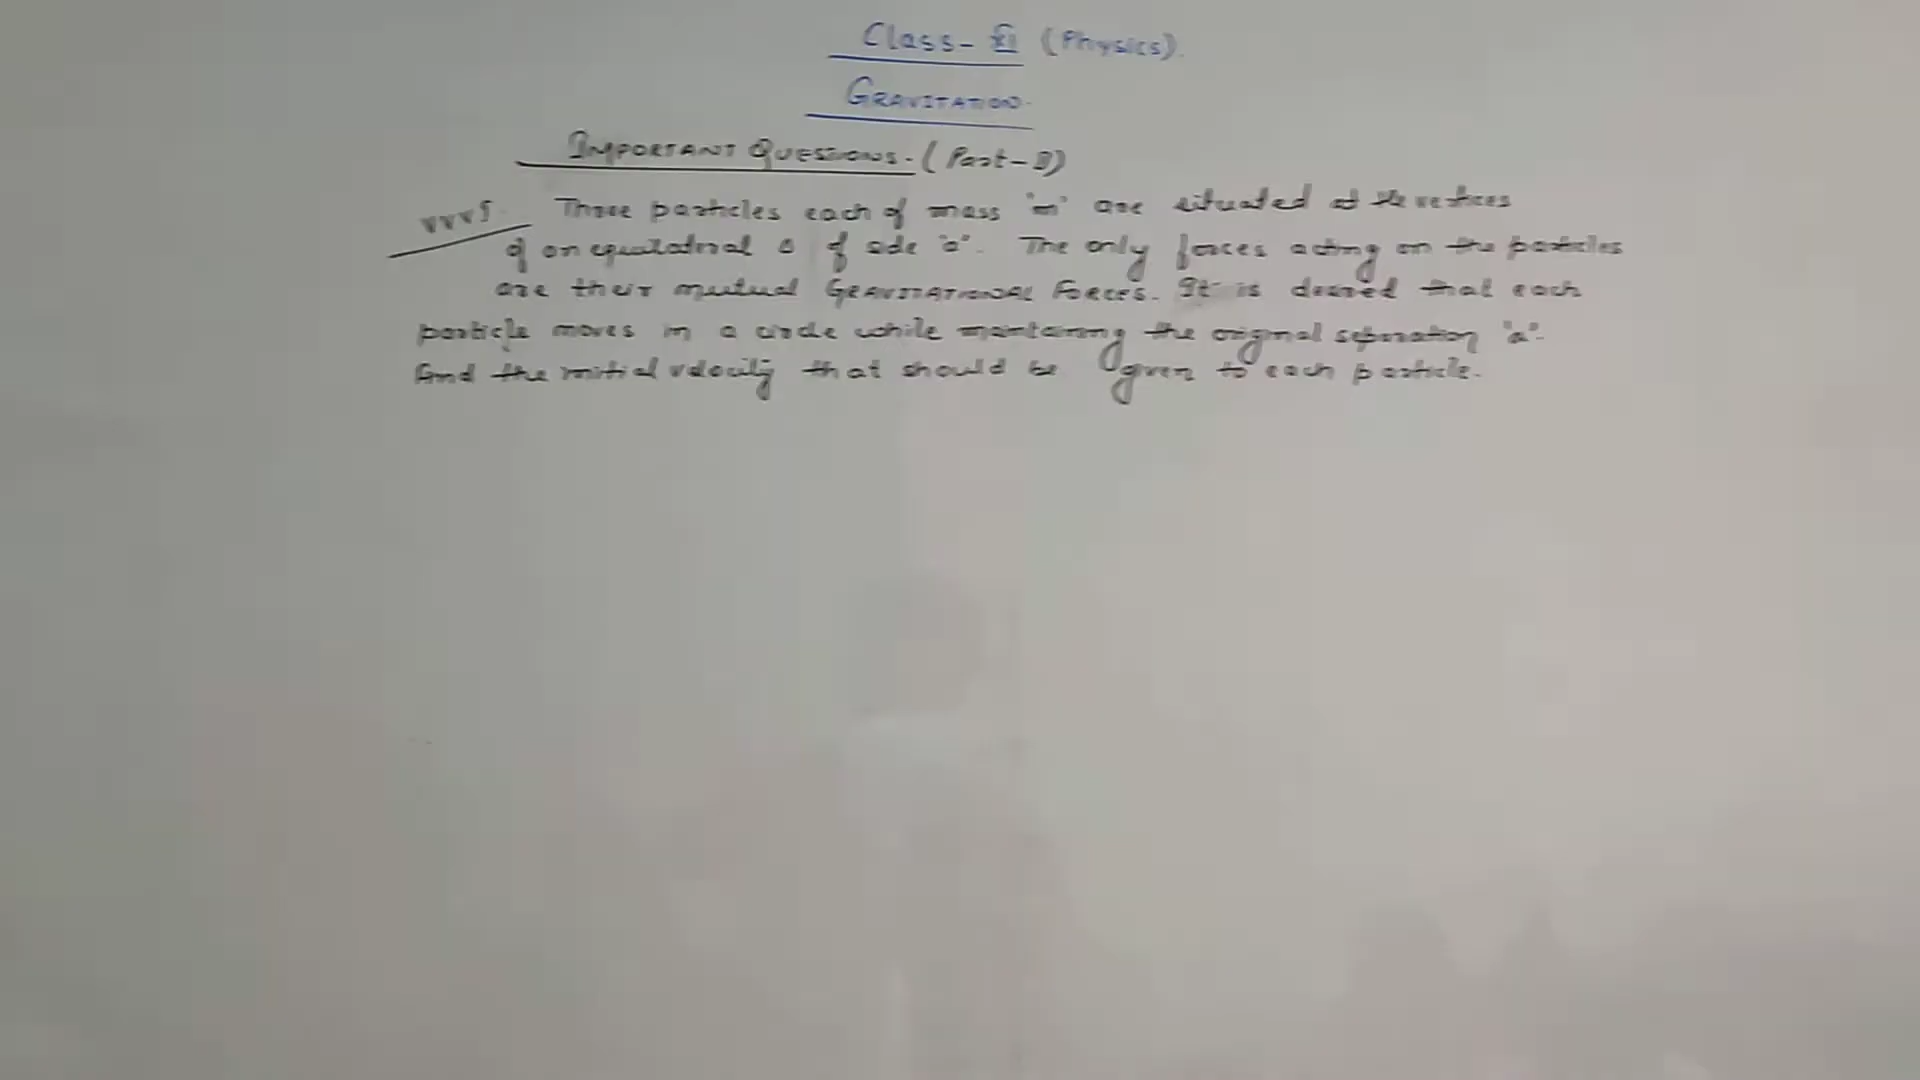 Class - XI (Physics).
GRAVITATION.
IMPORTANT QUESTIONS. (Part-II)
VVVS. Three particles each of mass "m" are situated at the vertices
of an equilateral Δ of side "a". The only forces acting on the particles
are their mutual GRAVITATIONAL FORCES. It is desired that each
particle moves in a circle while maintaining the original separation "a".
Find the initial velocity that should be given to each particle.